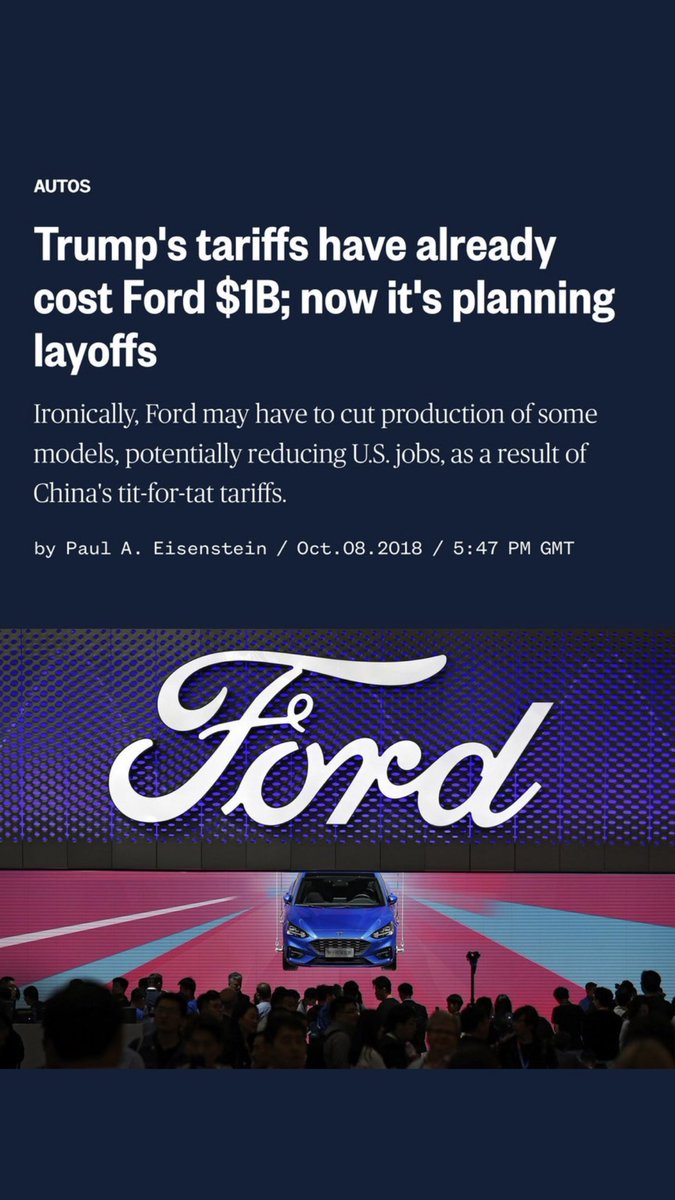 AUTOS
Trump's tariffs have already
cost Ford $1B; now it's planning
layoffs
Ironically, Ford may have to cut production of some
models, potentially reducing U.S. jobs, as a result of
China's tit-for-tat tariffs.
by Paul A. Eisenstein / Oct.08.2018 / 5:47 PM GMT
Ford